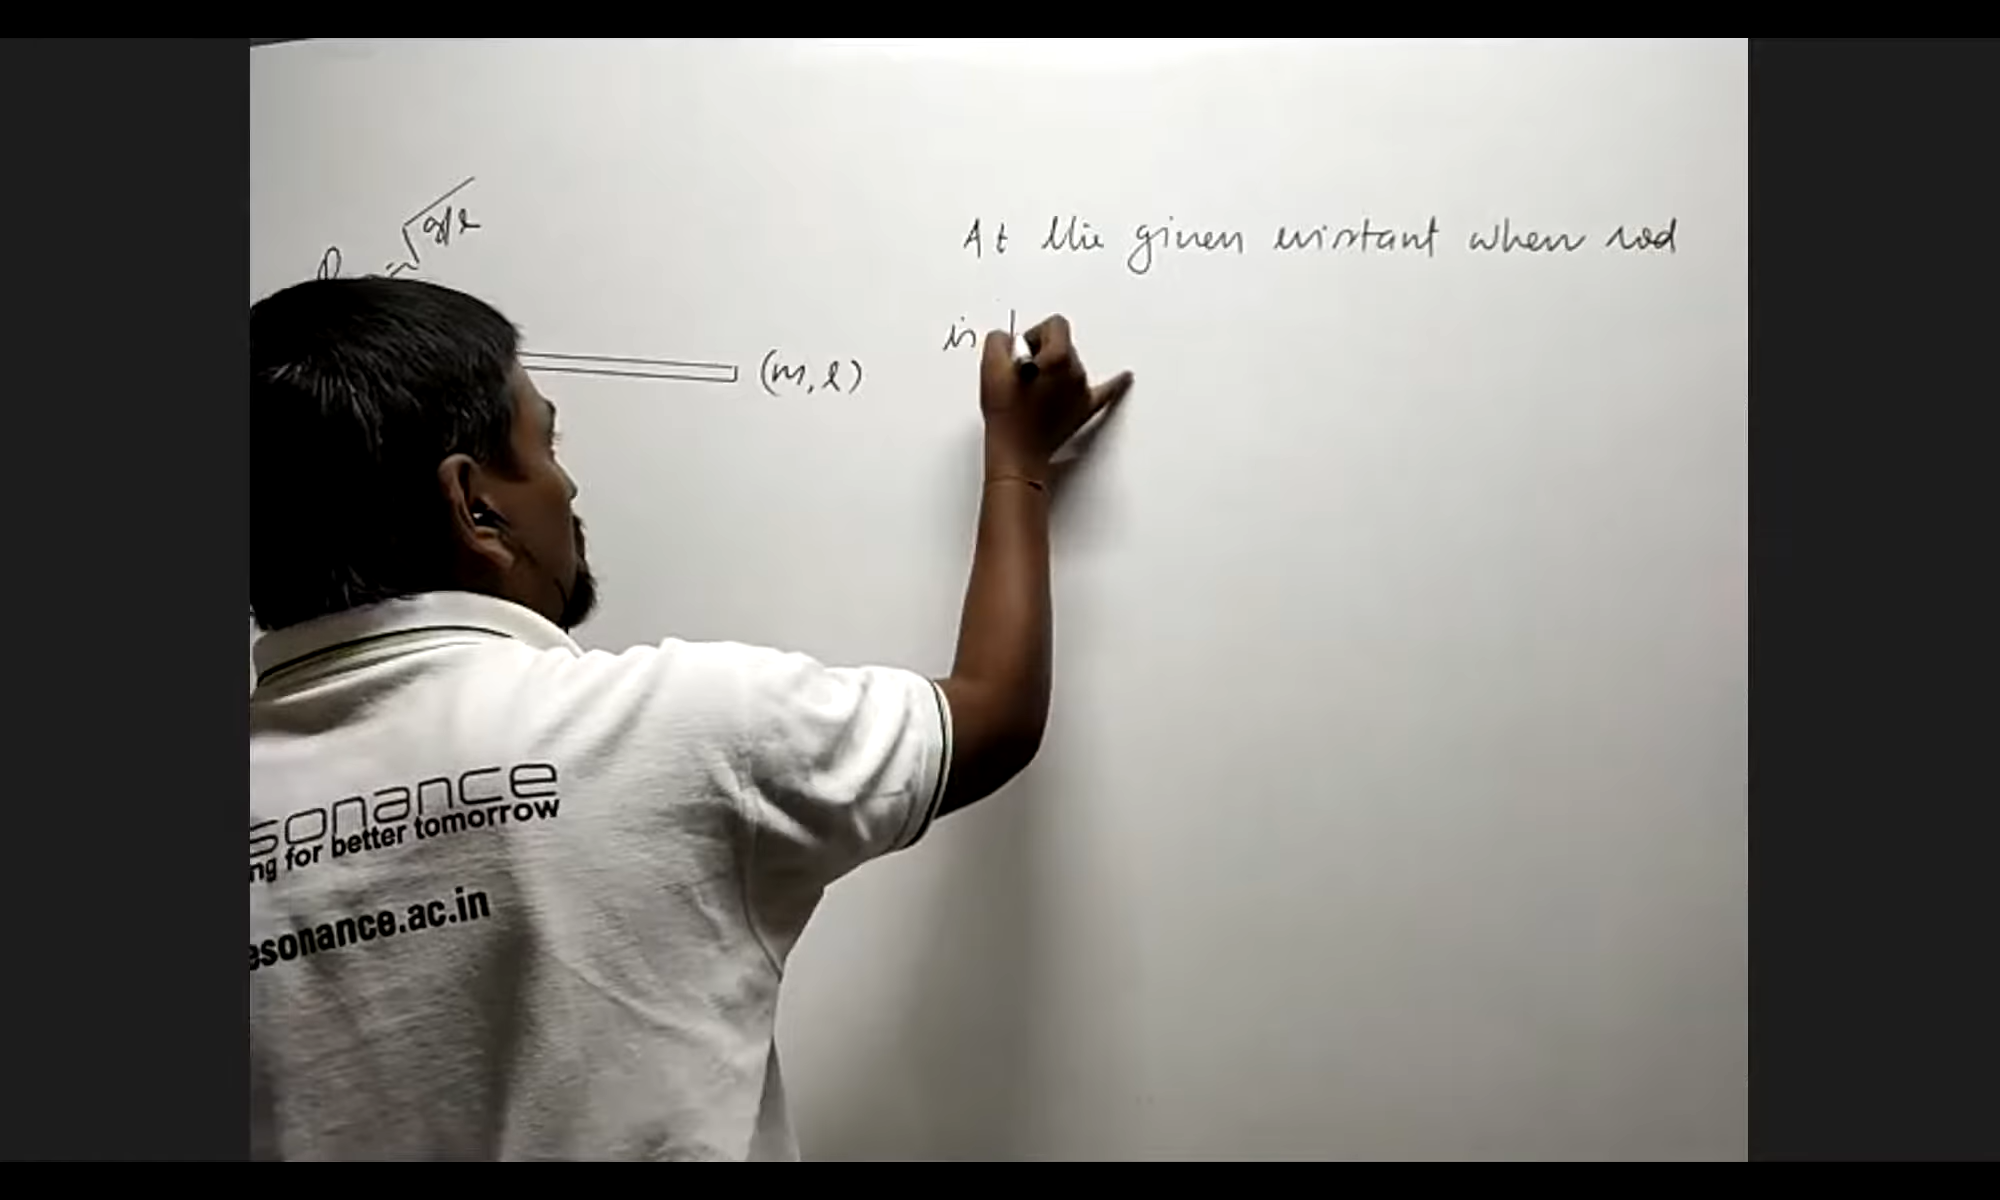 √g/l
At the given instant when rod
is
(m, l)
sonance
ng for better tomorrow
esonance.ac.in